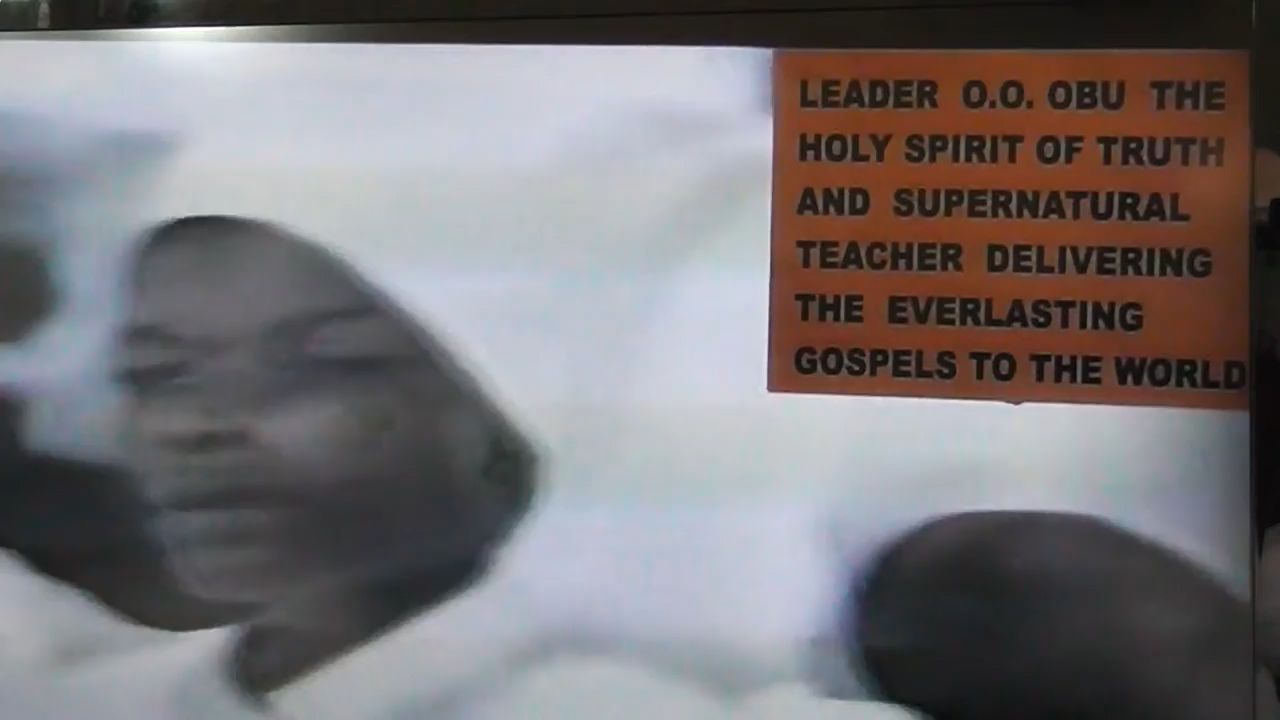 LEADER O.O. OBU THE
HOLY SPIRIT OF TRUTH
AND SUPERNATURAL
TEACHER DELIVERING
THE EVERLASTING
GOSPELS TO THE WORLD